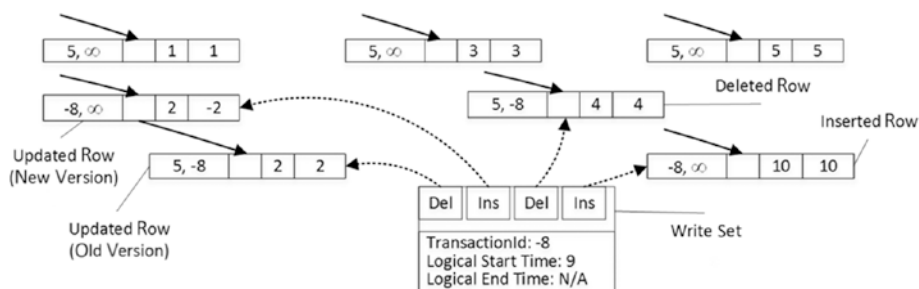 5, ∞ 1 1
5, ∞ 3 3
5, ∞ 5 5
-8, ∞ 2 -2
5, -8 4 4
Deleted Row
Inserted Row
Updated Row
(New Version)
5, -8 2 2
-8, ∞ 10 10
Del Ins Del Ins
Updated Row
(Old Version)
Write Set
TransactionId: -8
Logical Start Time: 9
Logical End Time: N/A